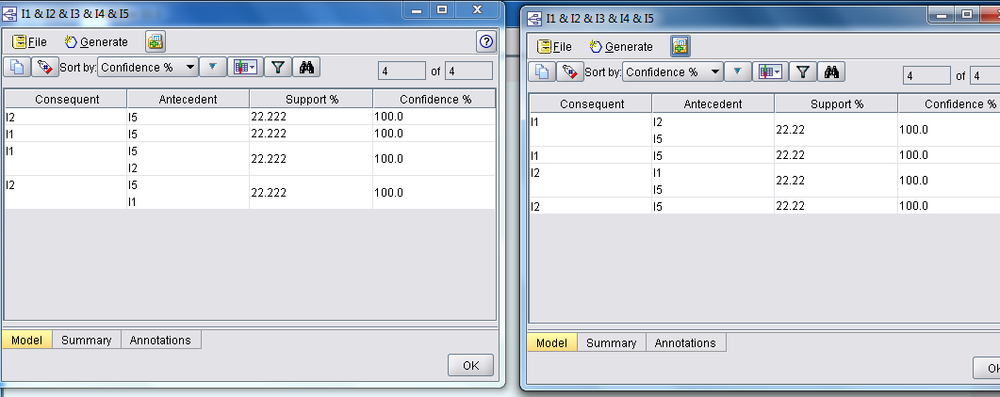 I1 & I2 & I3 & I4 & I5
File Generate
Sort by: Confidence % 4 of 4
Consequent Antecedent Support % Confidence %
I2 I5 22.222 100.0
I1 I5 22.222 100.0
I1 I5 22.222 100.0
I2
I2 I5 22.222 100.0
I1
Model Summary Annotations
OK
I1 & I2 & I3 & I4 & I5
File Generate
Sort by: Confidence % 4 of 4
Consequent Antecedent Support % Confidence %
I1 I2 22.22 100.0
I5
I1 I5 22.22 100.0
I2 I1 22.22 100.0
I5
I2 I5 22.22 100.0
Model Summary Annotations